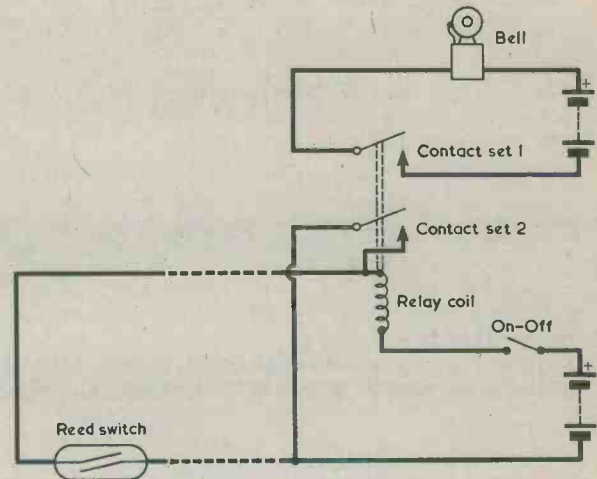 Bell
+
Contact set 1
Contact set 2
Relay coil
On-Off
+
Reed switch